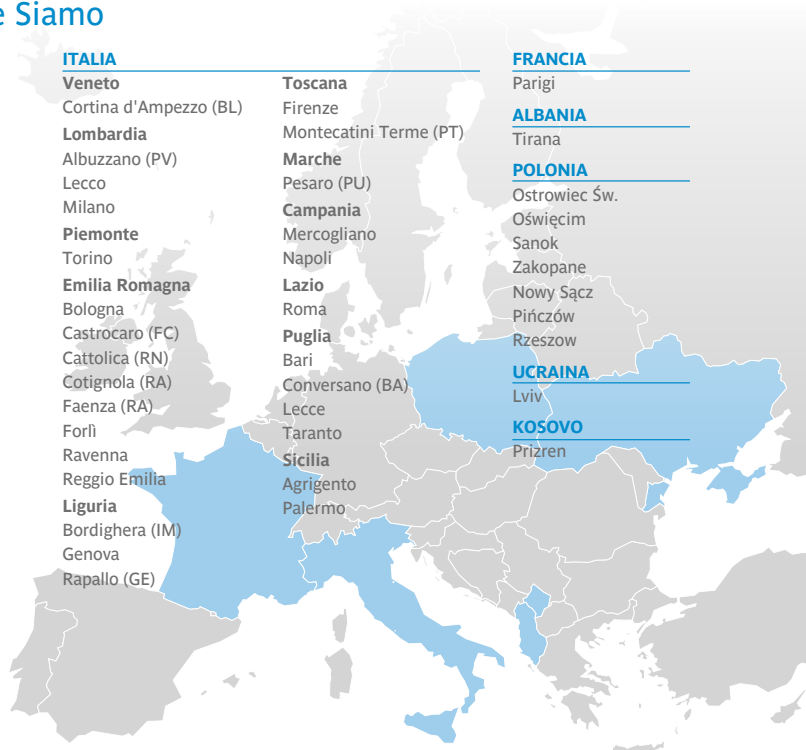 e Siamo
ITALIA
Veneto
Cortina d'Ampezzo (BL)
Lombardia
Albuzzano (PV)
Lecco
Milano
Piemonte
Torino
Emilia Romagna
Bologna
Castrocaro (FC)
Cattolica (RN)
Cotignola (RA)
Faenza (RA)
Forlì
Ravenna
Reggio Emilia
Liguria
Bordighera (IM)
Genova
Rapallo (GE)
Toscana
Firenze
Montecatini Terme (PT)
Marche
Pesaro (PU)
Campania
Mercogliano
Napoli
Lazio
Roma
Puglia
Bari
Conversano (BA)
Lecce
Taranto
Sicilia
Agrigento
Palermo
FRANCIA
Parigi
ALBANIA
Tirana
POLONIA
Ostrowiec Św.
Oświęcim
Sanok
Zakopane
Nowy Sącz
Pińczów
Rzeszow
UCRAINA
Lviv
KOSOVO
Prizren